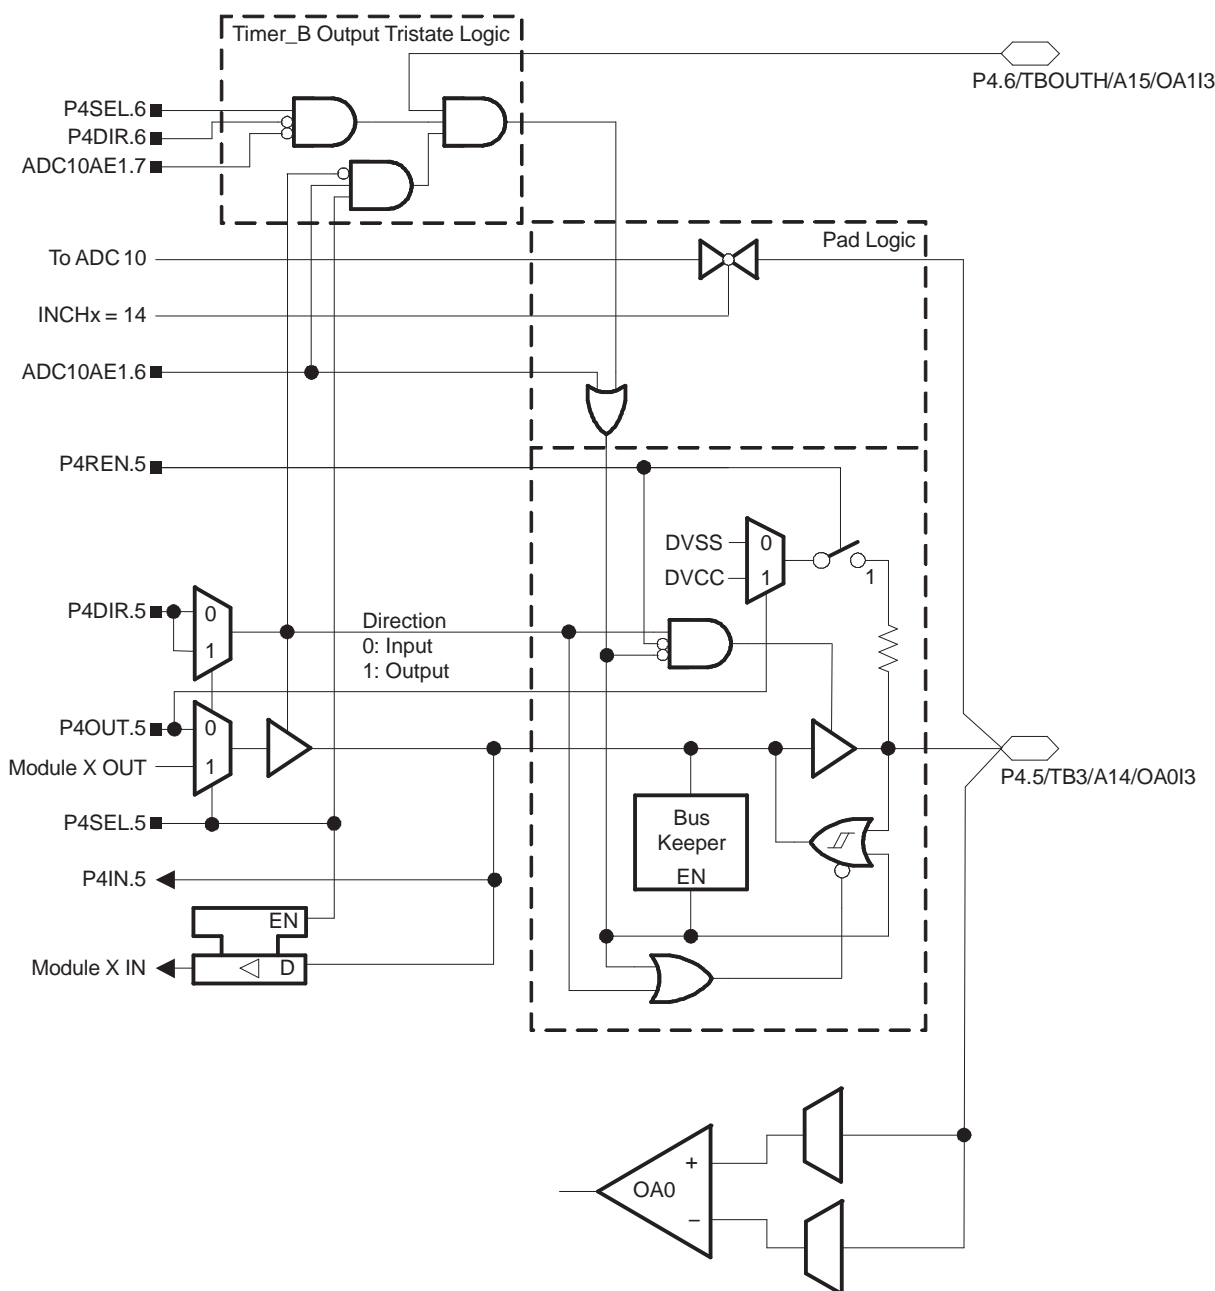 Timer_B Output Tristate Logic
P4.6/TBOUTH/A15/OA1I3
P4SEL.6
P4DIR.6
ADC10AE1.7
Pad Logic
To ADC 10
INCHx = 14
ADC10AE1.6
P4REN.5
DVSS
0
DVCC
1
1
P4DIR.5
0
1
Direction
0: Input
1: Output
P4OUT.5
0
Module X OUT
1
P4.5/TB3/A14/OA0I3
P4SEL.5
Bus
Keeper
EN
P4IN.5
EN
Module X IN
D
+
OA0
−